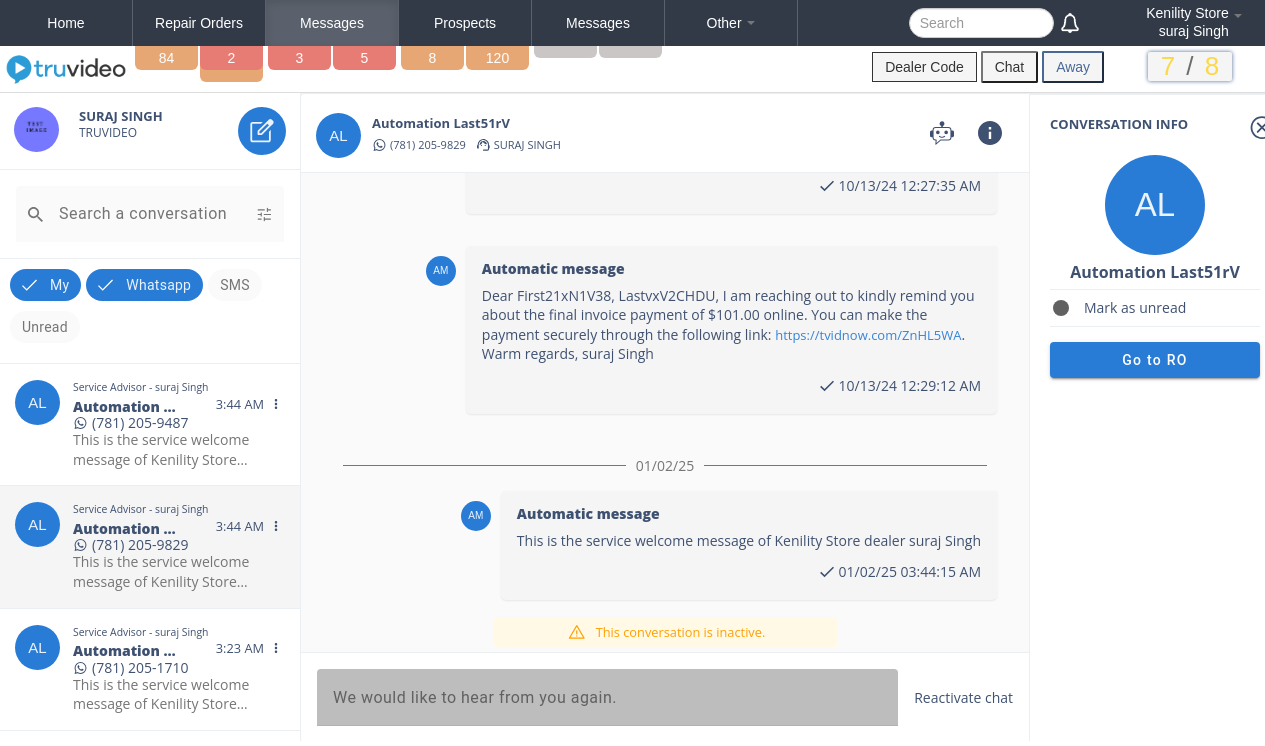 Home
Repair Orders
Messages
Prospects
Messages
Other
Search
Kenility Store
suraj Singh
truvideo
84
2
3
5
8
120
Dealer Code
Chat
Away
7 / 8
SURAJ SINGH
TRUVIDEO
Search a conversation
My
Whatsapp
SMS
Unread
Service Advisor - suraj Singh
Automation ...
3:44 AM
(781) 205-9487
This is the service welcome
message of Kenility Store...
Service Advisor - suraj Singh
Automation ...
3:44 AM
(781) 205-9829
This is the service welcome
message of Kenility Store...
Service Advisor - suraj Singh
Automation ...
3:23 AM
(781) 205-1710
This is the service welcome
message of Kenility Store...
AL
AL
AL
AL
Automation Last51rV
(781) 205-9829
SURAJ SINGH
10/13/24 12:27:35 AM
AM
Automatic message
Dear First21xN1V38, LastvxV2CHDU, I am reaching out to kindly remind you
about the final invoice payment of $101.00 online. You can make the
payment securely through the following link: https://tvidnow.com/ZnHL5WA.
Warm regards, suraj Singh
10/13/24 12:29:12 AM
01/02/25
AM
Automatic message
This is the service welcome message of Kenility Store dealer suraj Singh
01/02/25 03:44:15 AM
This conversation is inactive.
We would like to hear from you again.
Reactivate chat
CONVERSATION INFO
AL
Automation Last51rV
Mark as unread
Go to RO